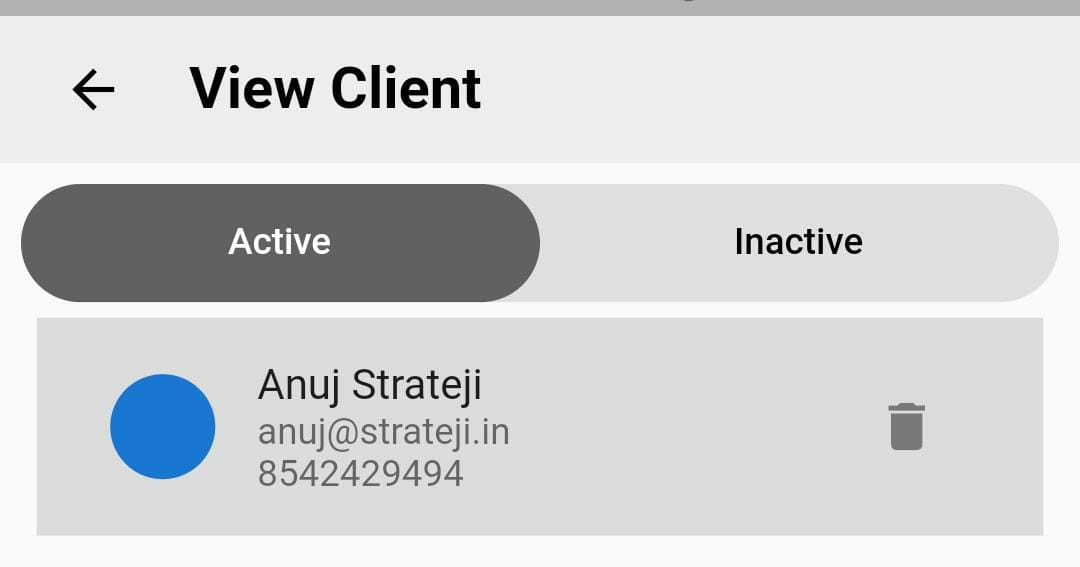 View Client
Active
Inactive
Anuj Strateji
anuj@strateji.in
8542429494